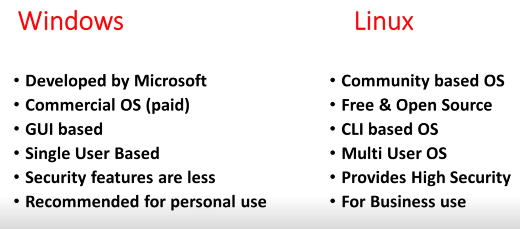 Windows
• Developed by Microsoft
• Commercial OS (paid)
• GUI based
• Single User Based
• Security features are less
• Recommended for personal use
Linux
• Community based OS
• Free & Open Source
• CLI based OS
• Multi User OS
• Provides High Security
• For Business use